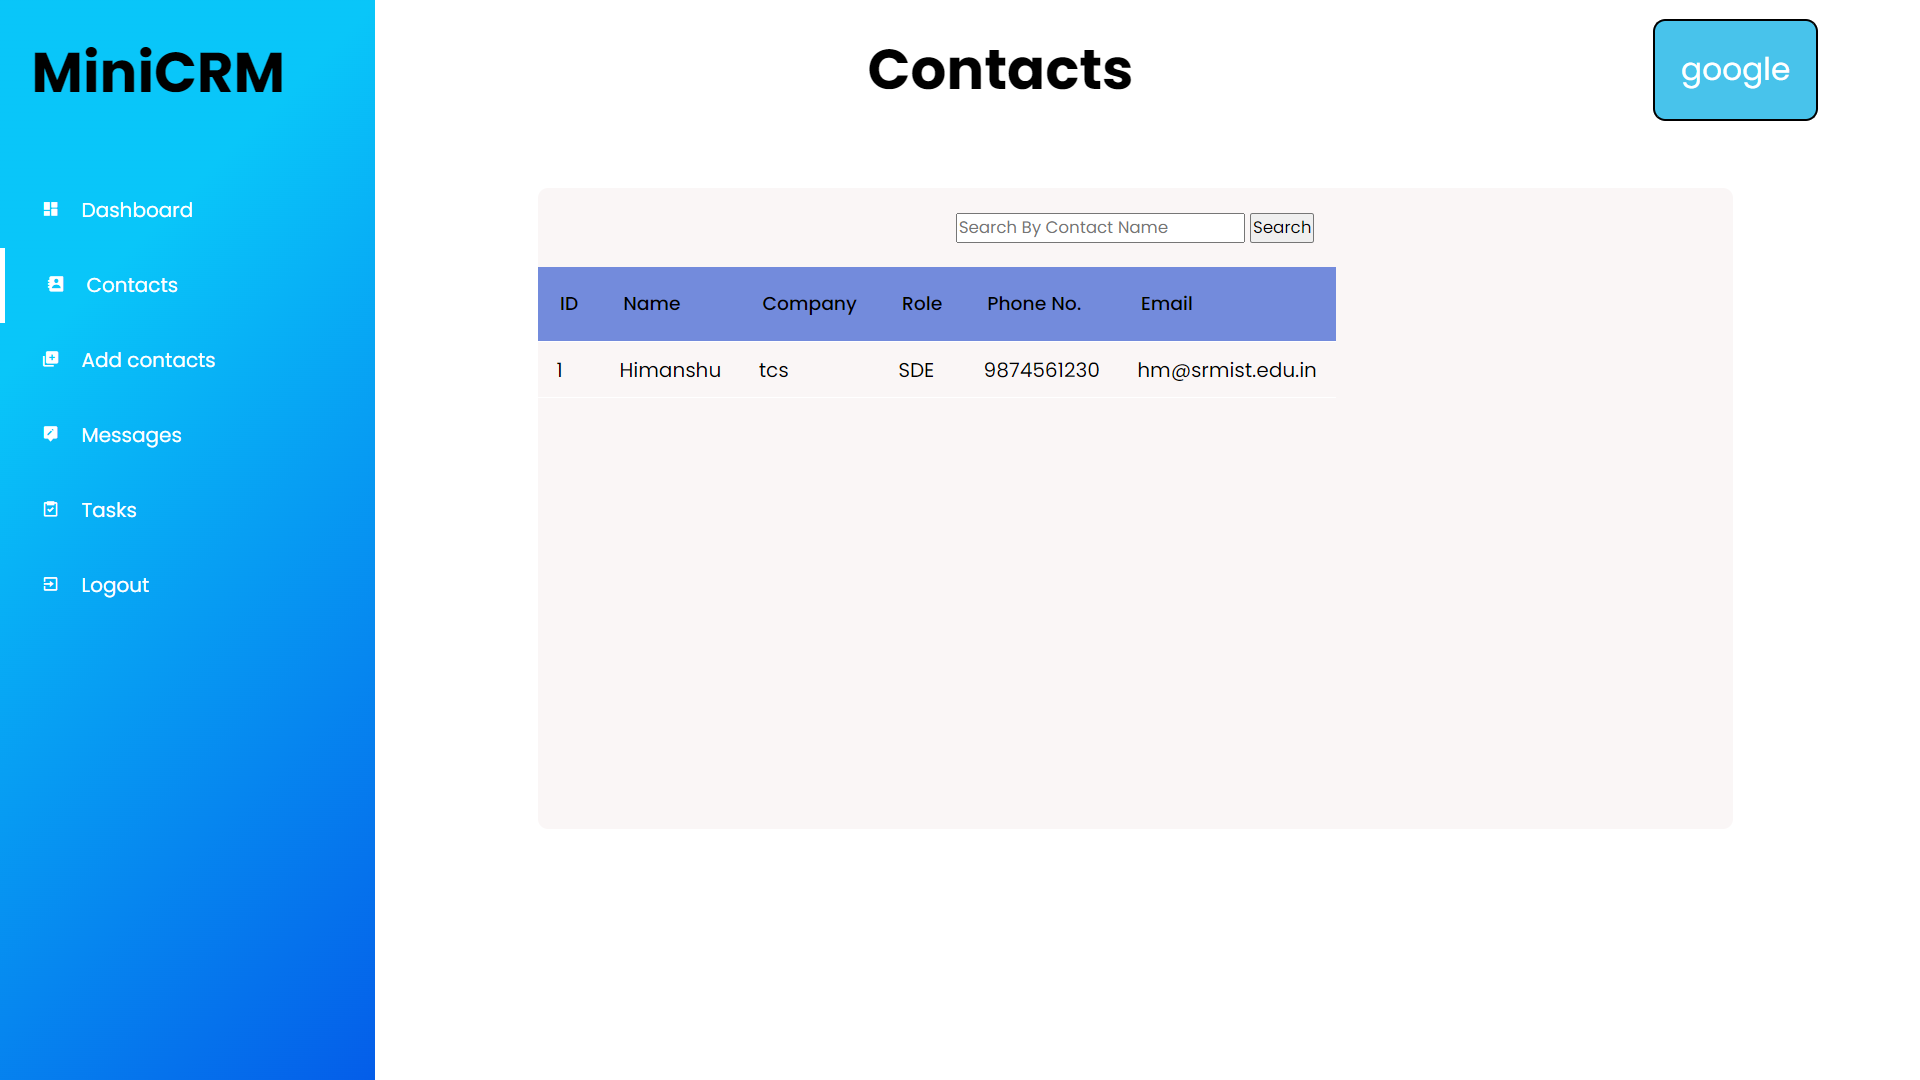 MiniCRM
Contacts
google
Dashboard
Contacts
Add contacts
Messages
Tasks
Logout
Search By Contact Name Search
ID Name Company Role Phone No. Email
1 Himanshu tcs SDE 9874561230 hm@srmist.edu.in